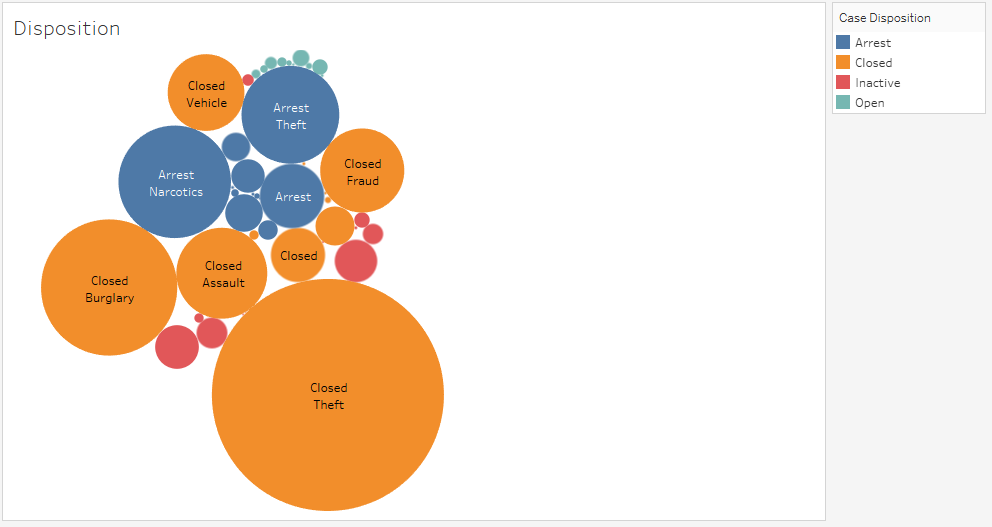 Disposition
Case Disposition
Arrest
Closed
Inactive
Open
Closed
Vehicle
Arrest
Theft
Closed
Fraud
Arrest
Narcotics
Arrest
Closed
Closed
Assault
Closed
Burglary
Closed
Theft